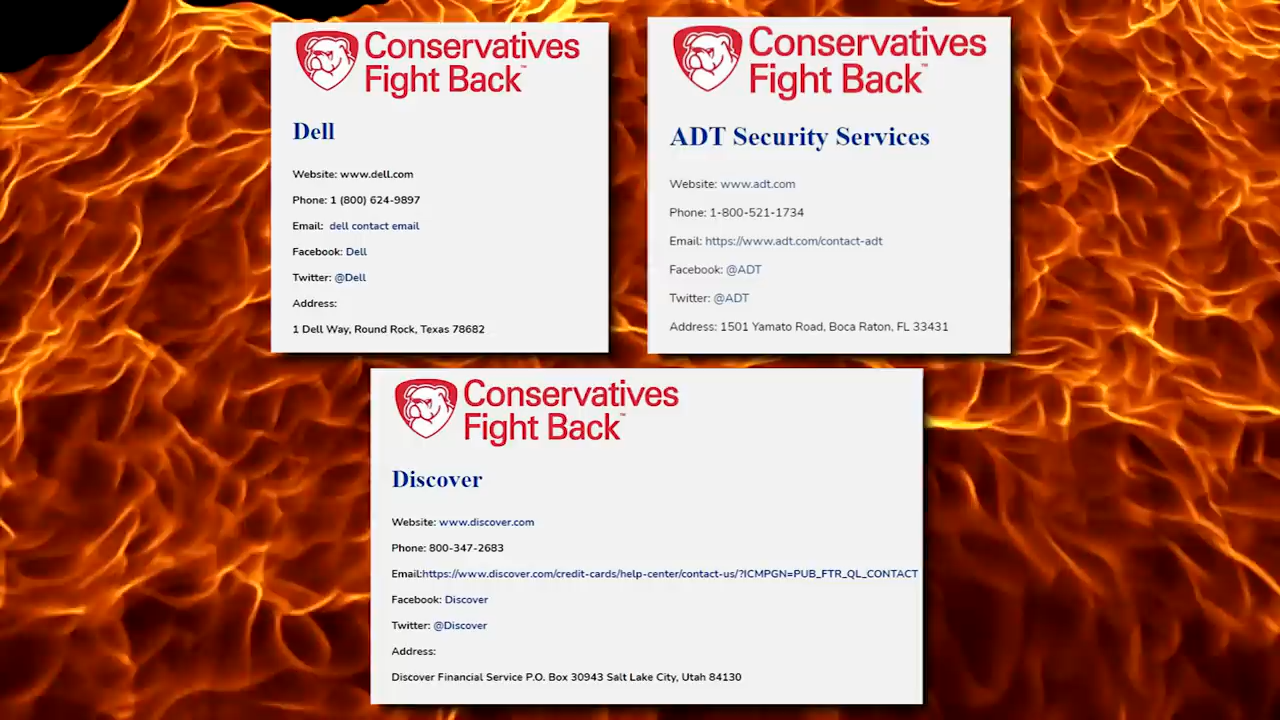 Conservatives
Fight Back™
Dell
Website: www.dell.com
Phone: 1 (800) 624-9897
Email: dell contact email
Facebook: Dell
Twitter: @Dell
Address:
1 Dell Way, Round Rock, Texas 78682
Conservatives
Fight Back™
ADT Security Services
Website: www.adt.com
Phone: 1-800-521-1734
Email: https://www.adt.com/contact-adt
Facebook: @ADT
Twitter: @ADT
Address: 1501 Yamato Road, Boca Raton, FL 33431
Conservatives
Fight Back™
Discover
Website: www.discover.com
Phone: 800-347-2683
Email:https://www.discover.com/credit-cards/help-center/contact-us/?ICMPGN=PUB_FTR_QL_CONTACT
Facebook: Discover
Twitter: @Discover
Address:
Discover Financial Service P.O. Box 30943 Salt Lake City, Utah 84130